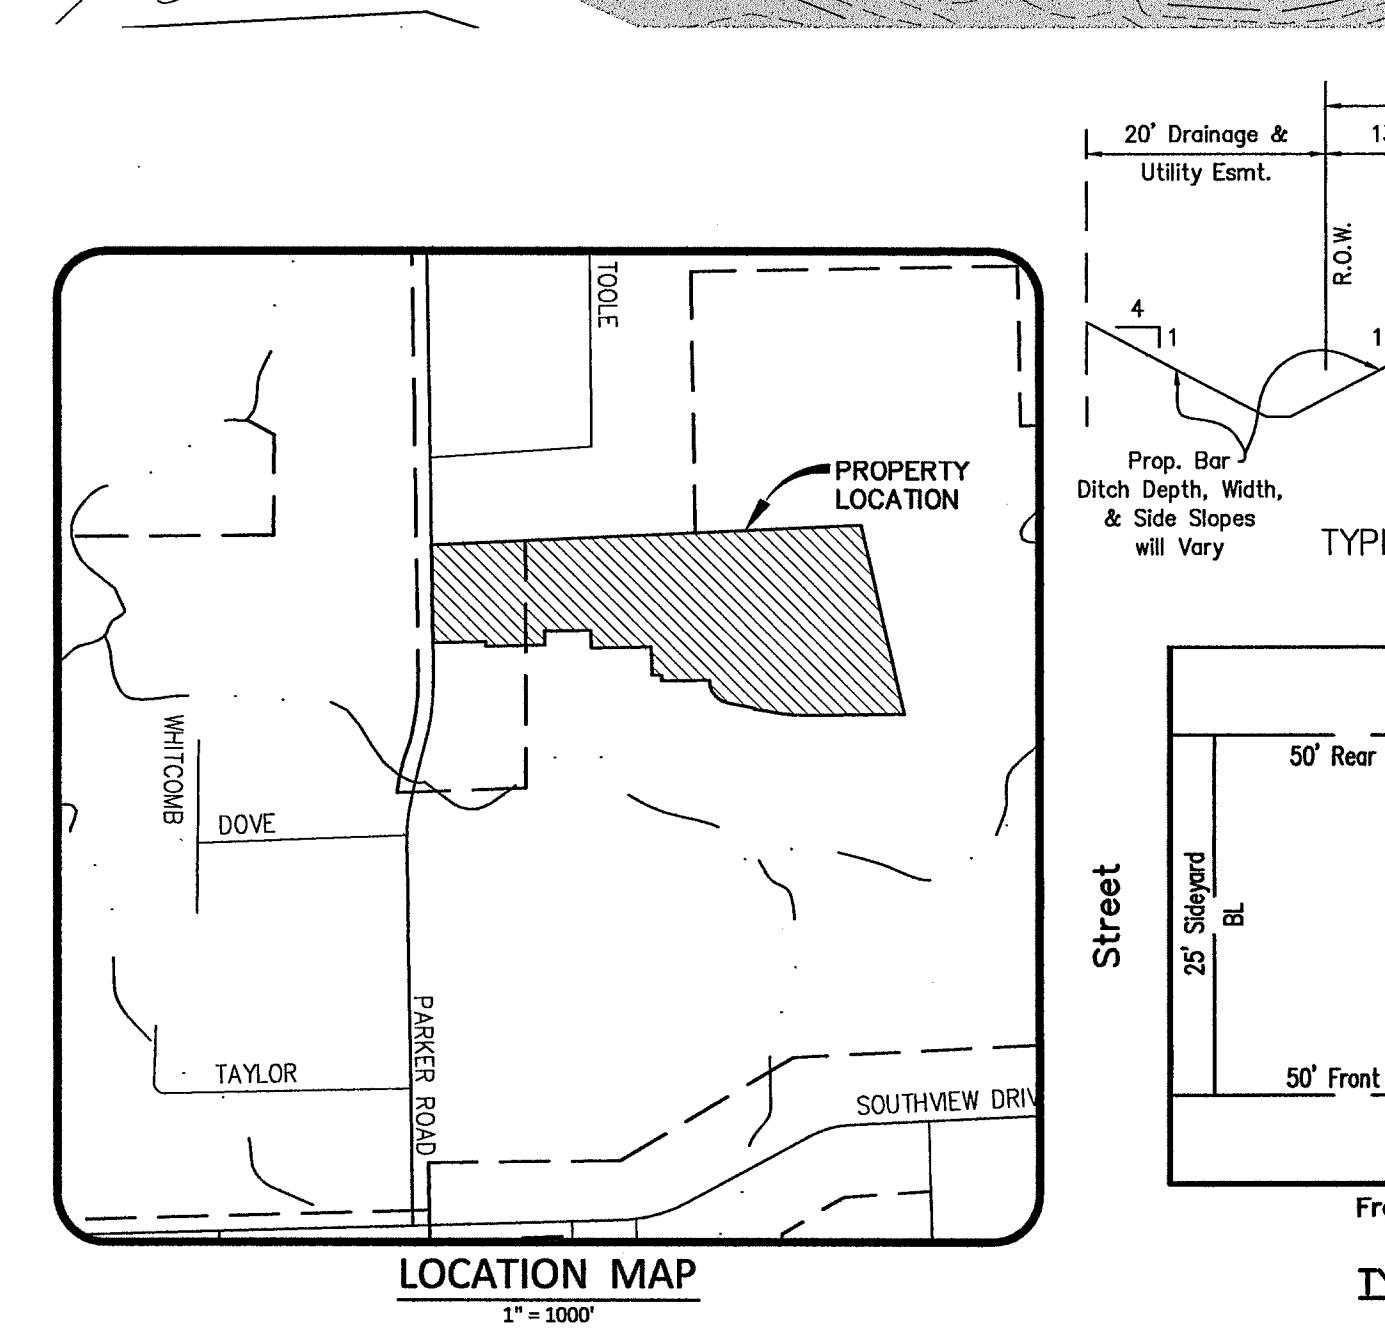 20' Drainage &
Utility Esmt.
R.O.W.
4
1
1
Prop. Bar
Ditch Depth, Width,
& Side Slopes
will Vary
TOOLE
PROPERTY
LOCATION
WHITCOMB
DOVE
PARKER ROAD
TAYLOR
SOUTHVIEW DRIV
LOCATION MAP
1" = 1000'
50' Rear
Street
25' Sideyard
BL
50' Front